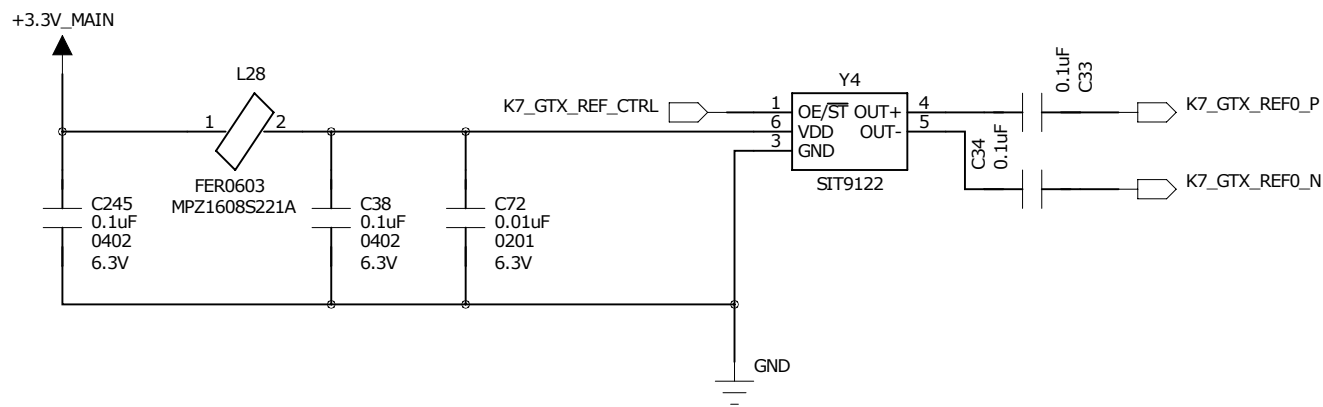 +3.3V_MAIN
L28
1
2
FER0603
MPZ1608S221A
C245
0.1uF
0402
6.3V
C38
0.1uF
0402
6.3V
C72
0.01uF
0201
6.3V
K7_GTX_REF_CTRL
Y4
1
6
3
OE/ST OUT+
VDD OUT-
GND
4
5
SIT9122
0.1uF
C33
C34
0.1uF
K7_GTX_REF0_P
K7_GTX_REF0_N
GND